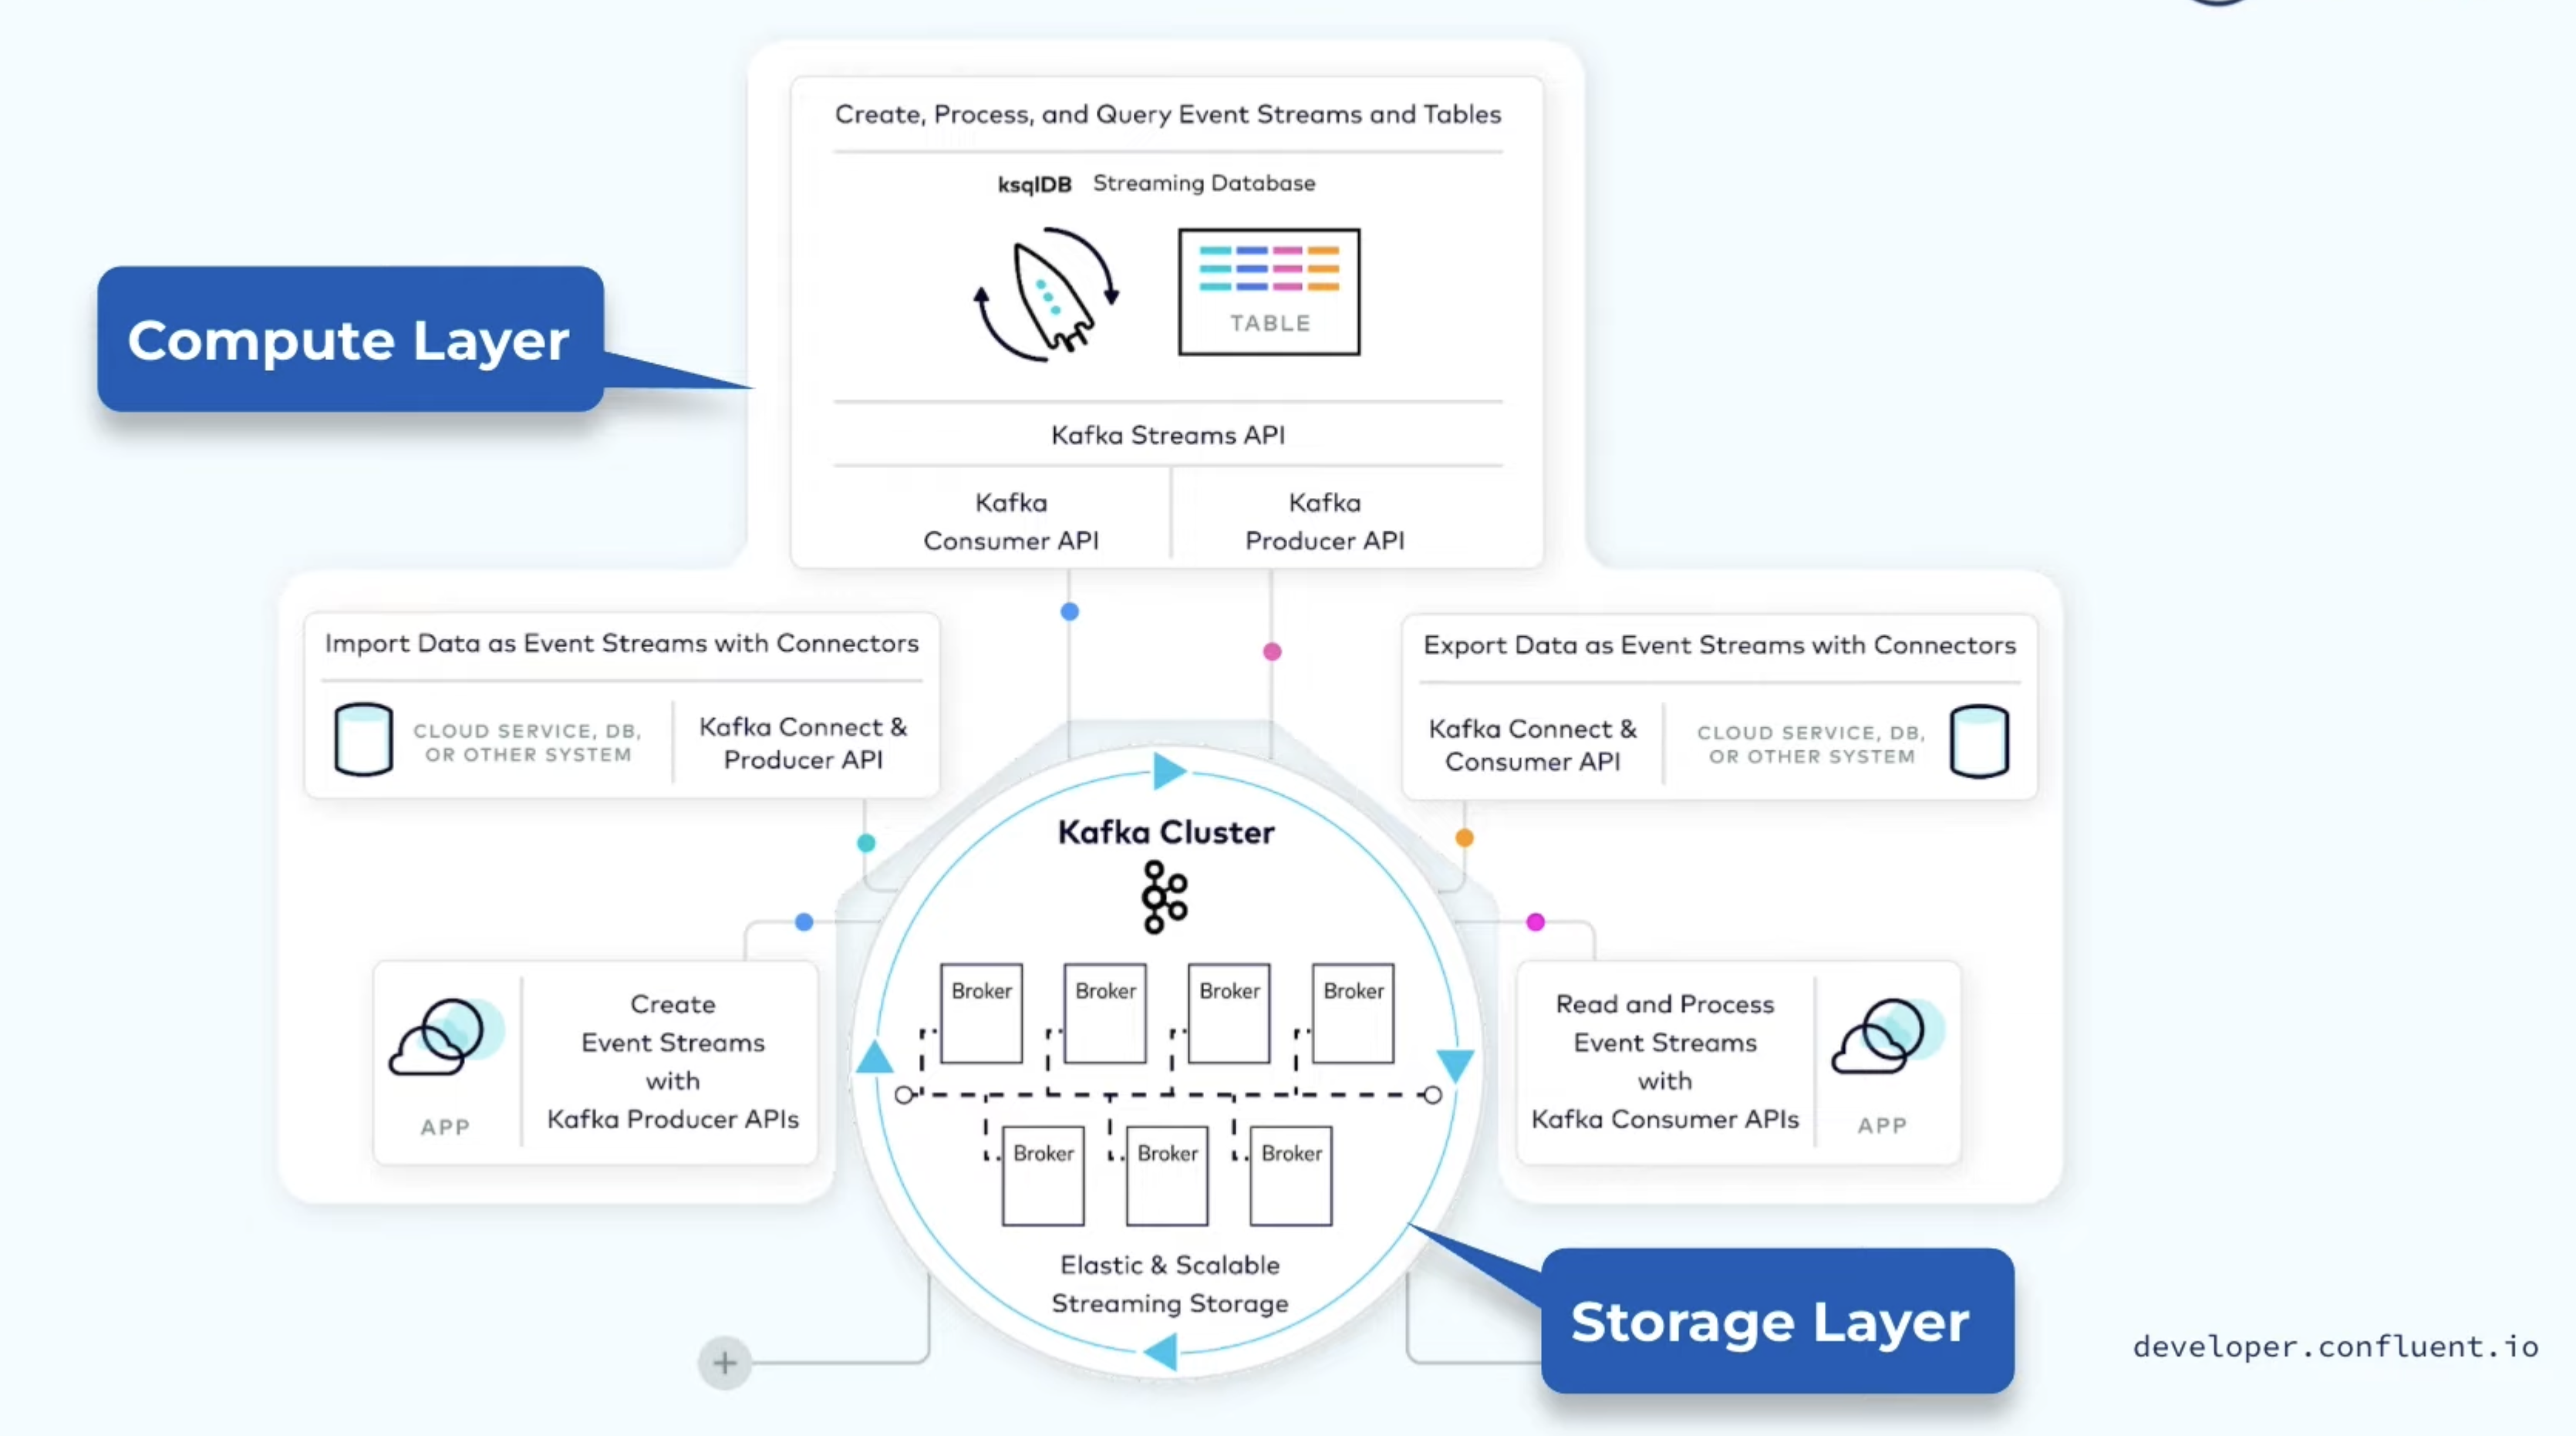 Create, Process, and Query Event Streams and Tables
ksqlDB Streaming Database
TABLE
Compute Layer
Kafka Streams API
Kafka
Consumer API
Kafka
Producer API
Import Data as Event Streams with Connectors
CLOUD SERVICE, DB,
OR OTHER SYSTEM
Kafka Connect &
Producer API
Export Data as Event Streams with Connectors
Kafka Connect &
Consumer API
CLOUD SERVICE, DB,
OR OTHER SYSTEM
Kafka Cluster
APP
Create
Event Streams
with
Kafka Producer APIs
Broker
Broker
Broker
Broker
Broker
Broker
Broker
Elastic & Scalable
Streaming Storage
Read and Process
Event Streams
with
Kafka Consumer APIs
APP
Storage Layer
developer.confluent.io